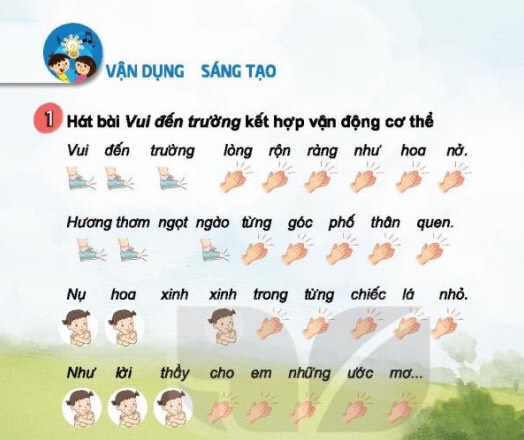 VẬN DỤNG SÁNG TẠO
1 Hát bài Vui đến trường kết hợp vận động cơ thể
Vui đến trường lòng rộn ràng như hoa nở.
Hương thơm ngọt ngào từng góc phố thân quen.
Nụ hoa xinh xinh trong từng chiếc lá nhỏ.
Như lời thầy cho em những ước mơ...